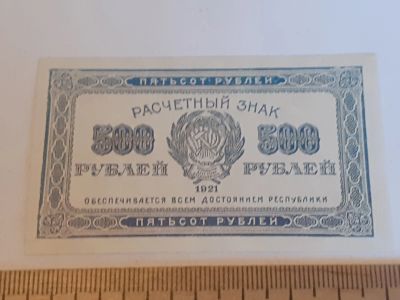 ПЯТЬСОТ РУБЛЕЙ
РАСЧЕТНЫЙ ЗНАК
500 500
РУБЛЕЙ РУБЛЕЙ
1921
ОБЕСПЕЧИВАЕТСЯ ВСЕМ ДОСТОЯНИЕМ РЕСПУБЛИКИ
ПЯТЬСОТ РУБЛЕЙ